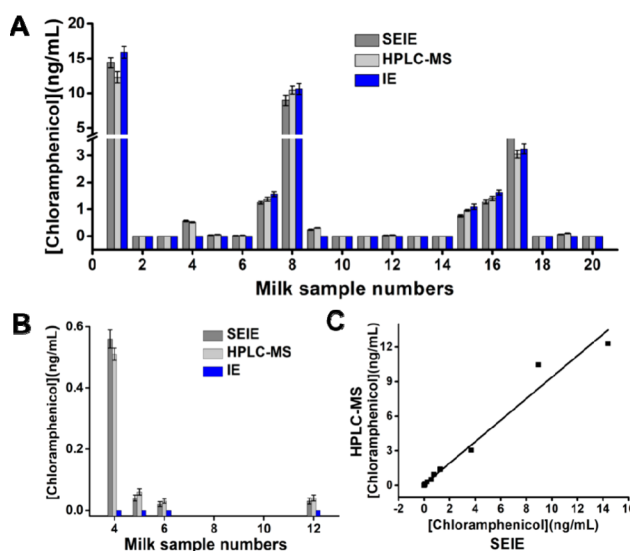 A
[Chloramphenicol](ng/mL)
20
15
10
5
3
2
1
0
SEIE
HPLC-MS
IE
0 2 4 6 8 10 12 14 16 18 20
Milk sample numbers
B
[Chloramphenicol](ng/mL)
0.6
0.3
0.0
SEIE
HPLC-MS
IE
4 6 8 10 12
Milk sample numbers
C
HPLC-MS
[Chloramphenicol](ng/mL)
12
9
6
3
0
-2 0 2 4 6 8 10 12 14 16
[Chloramphenicol](ng/mL)
SEIE